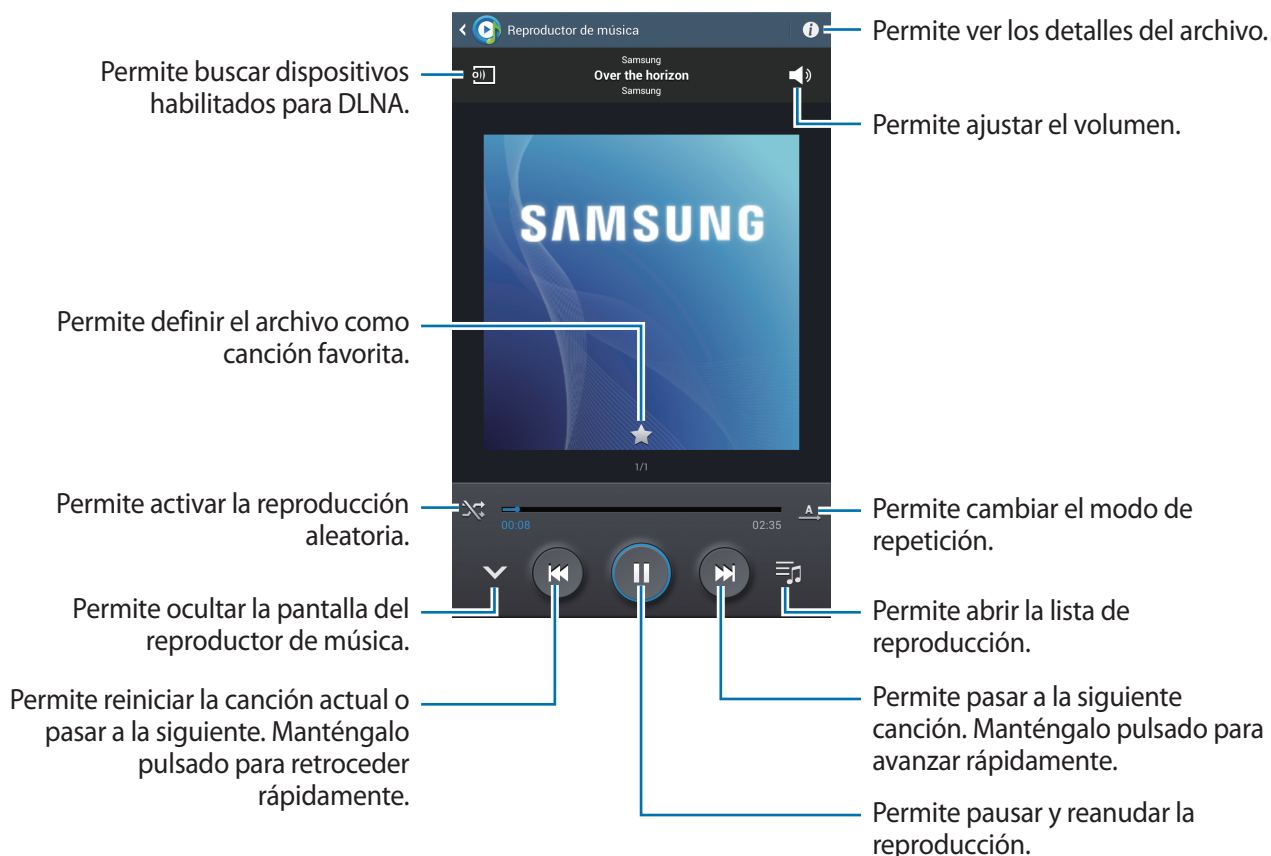 Reproductor de música
Samsung
Over the horizon
Samsung
Permite ver los detalles del archivo.
Permite buscar dispositivos
habilitados para DLNA.
Permite ajustar el volumen.
SAMSUNG
Permite definir el archivo como
canción favorita.
1/1
Permite activar la reproducción
aleatoria.
00:08
02:35
A
Permite cambiar el modo de
repetición.
Permite ocultar la pantalla del
reproductor de música.
Permite abrir la lista de
reproducción.
Permite reiniciar la canción actual o
pasar a la siguiente. Manténgalo
pulsado para retroceder
rápidamente.
Permite pasar a la siguiente
canción. Manténgalo pulsado para
avanzar rápidamente.
Permite pausar y reanudar la
reproducción.